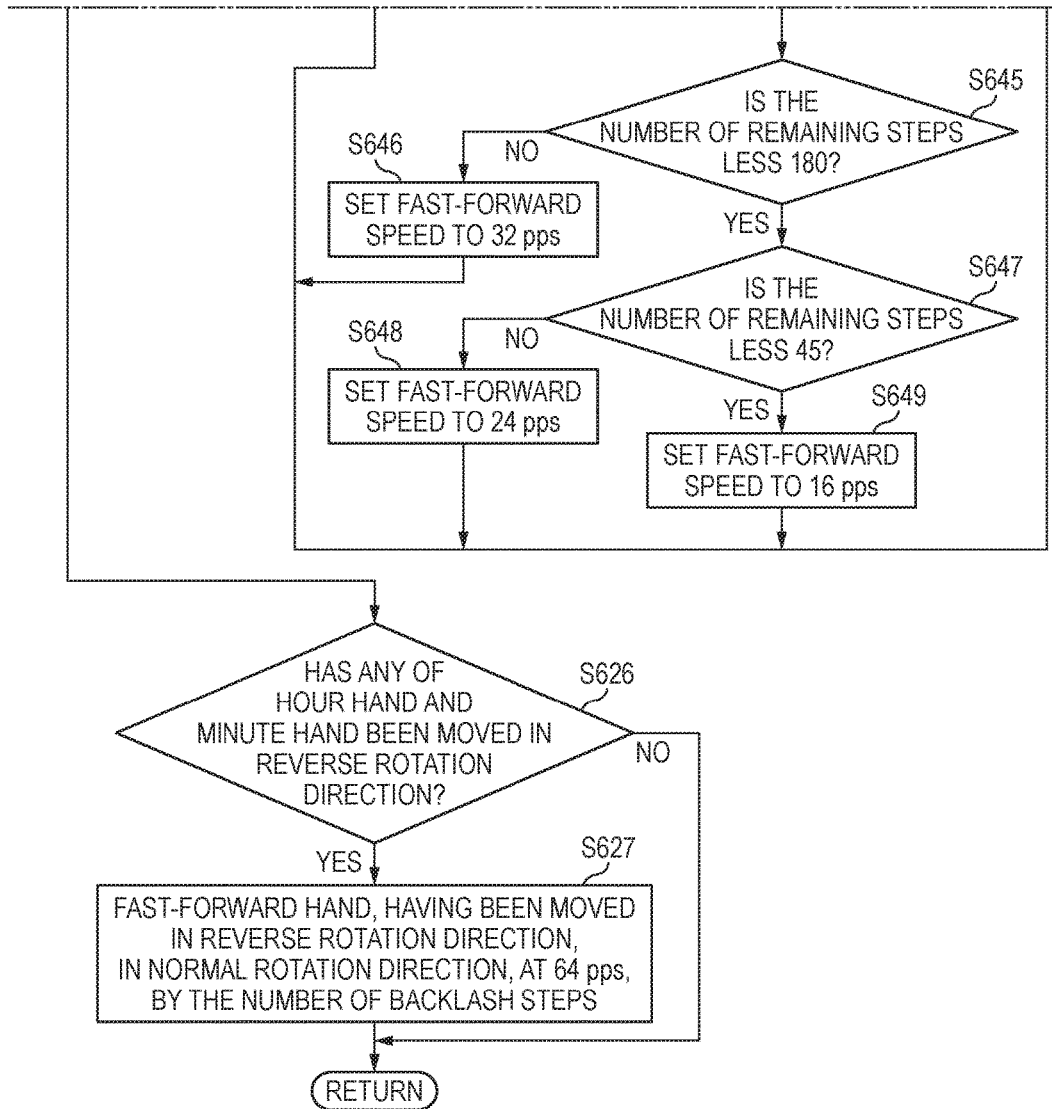 S645
IS THE
NUMBER OF REMAINING STEPS
LESS 180?
NO
S646
SET FAST-FORWARD
SPEED TO 32 pps
YES
S647
IS THE
NUMBER OF REMAINING STEPS
LESS 45?
NO
S648
SET FAST-FORWARD
SPEED TO 24 pps
YES
S649
SET FAST-FORWARD
SPEED TO 16 pps
S626
HAS ANY OF
HOUR HAND AND
MINUTE HAND BEEN MOVED IN
REVERSE ROTATION
DIRECTION?
NO
YES
S627
FAST-FORWARD HAND, HAVING BEEN MOVED
IN REVERSE ROTATION DIRECTION,
IN NORMAL ROTATION DIRECTION, AT 64 pps,
BY THE NUMBER OF BACKLASH STEPS
RETURN